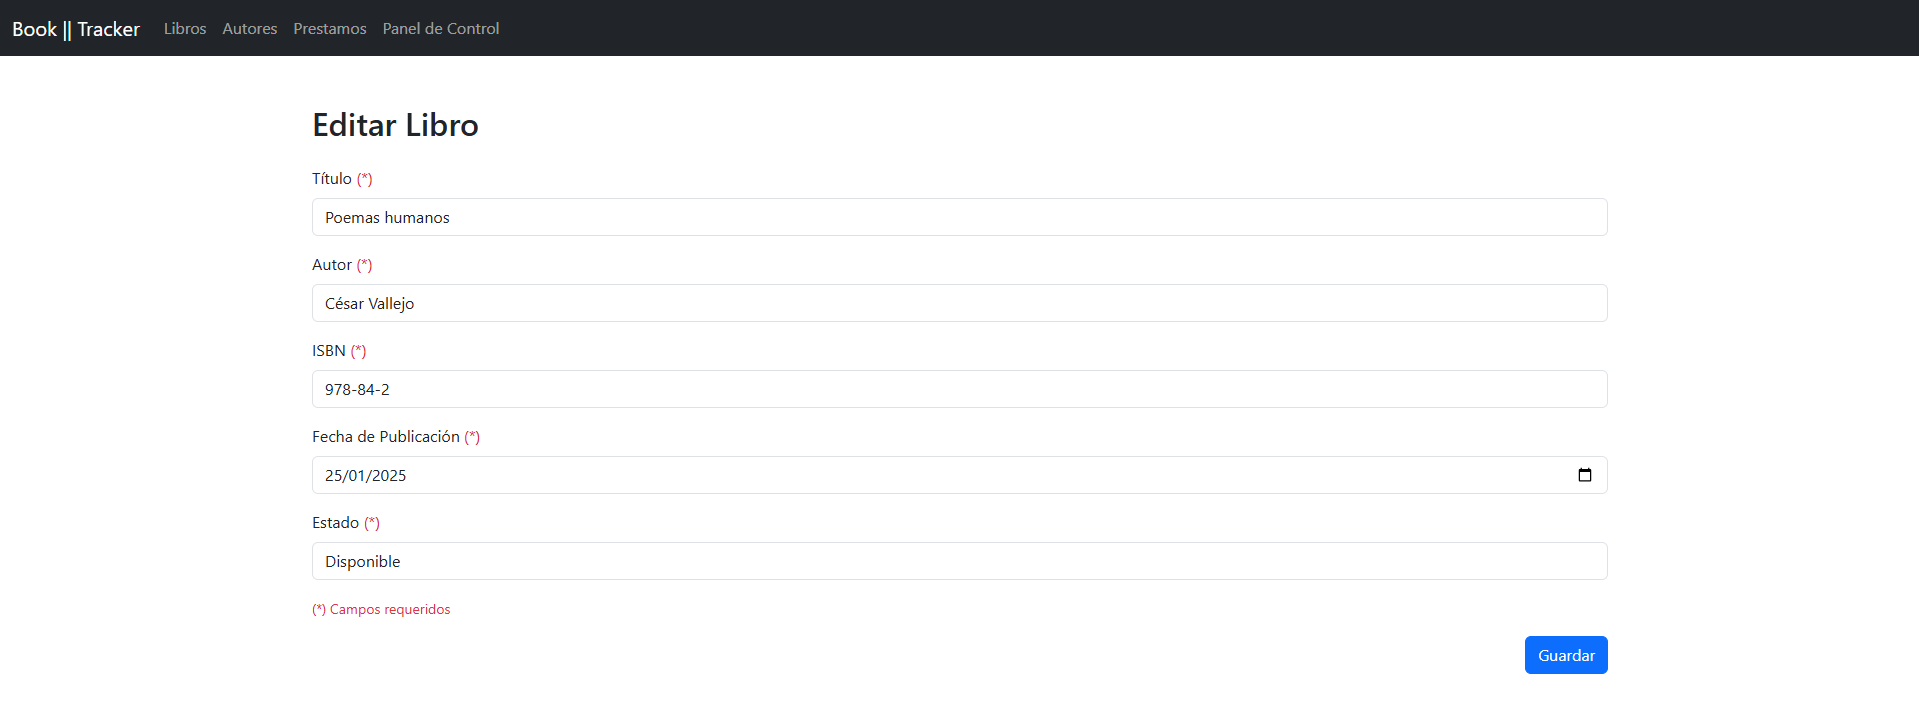 Book || Tracker Libros Autores Prestamos Panel de Control
Editar Libro
Título (*)
Poemas humanos
Autor (*)
César Vallejo
ISBN (*)
978-84-2
Fecha de Publicación (*)
25/01/2025
Estado (*)
Disponible
(*) Campos requeridos
Guardar